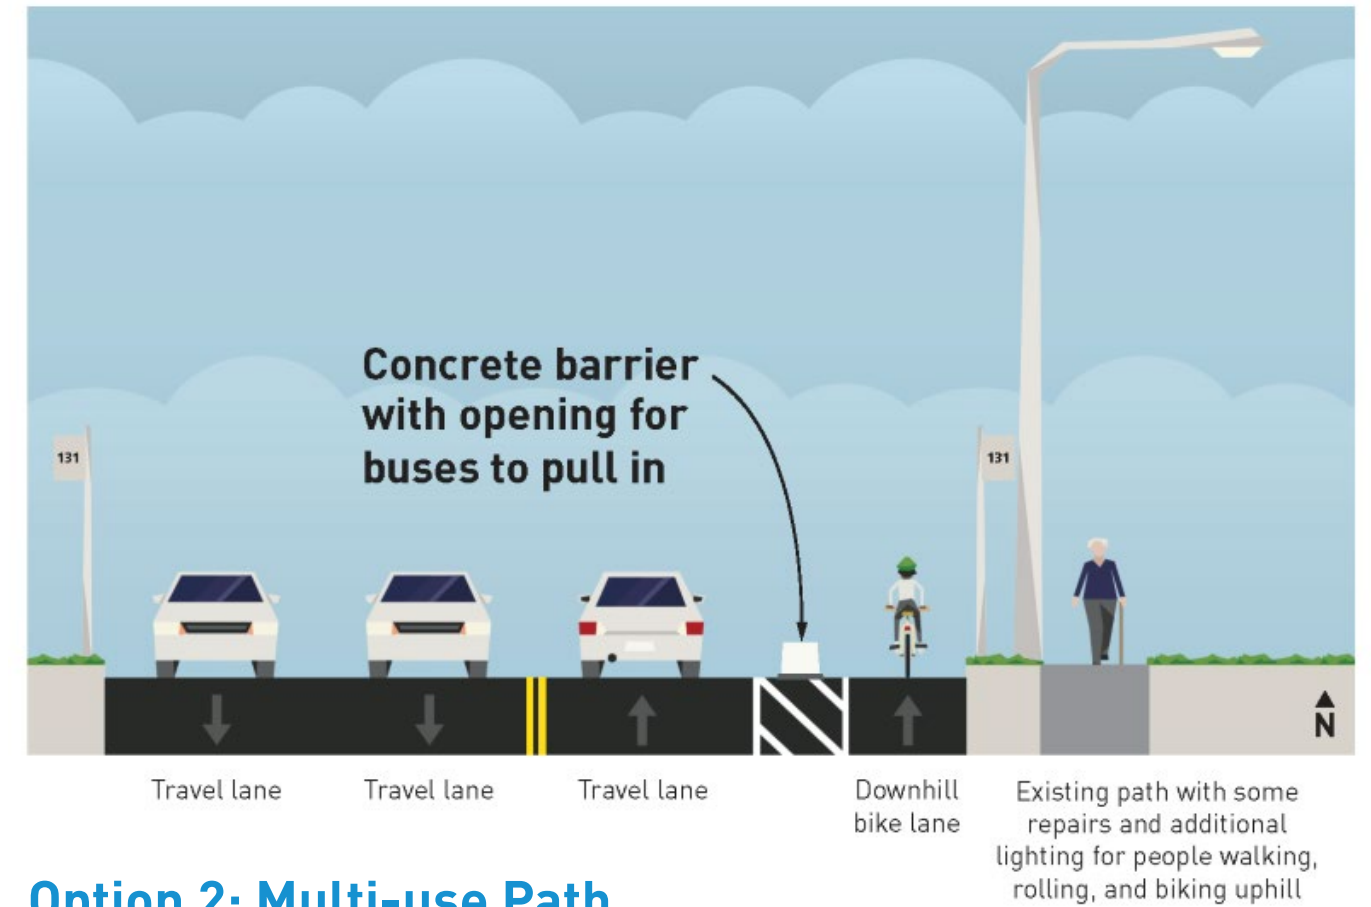 Concrete barrier
with opening for
buses to pull in
131
131
N
Travel lane
Travel lane
Travel lane
Downhill
bike lane
Existing path with some
repairs and additional
lighting for people walking,
rolling, and biking uphill
Option 2: Multi-use Path